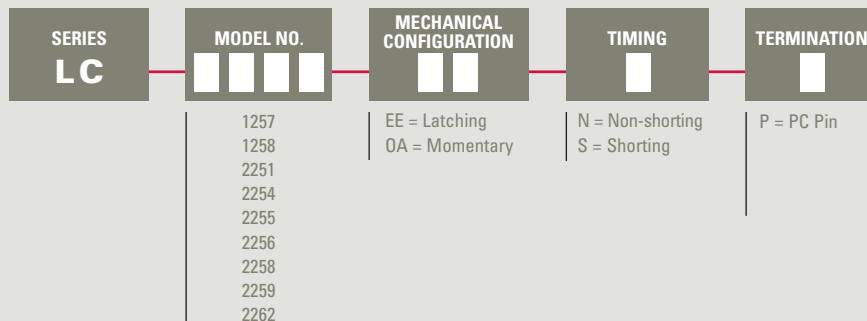 SERIES
LC
MODEL NO.
MECHANICAL
CONFIGURATION
TIMING
TERMINATION
1257
1258
2251
2254
2255
2256
2258
2259
2262
EE = Latching
OA = Momentary
N = Non-shorting
S = Shorting
P = PC Pin